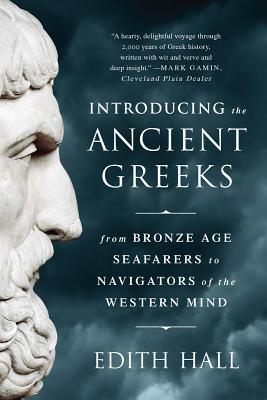 "A hearty, delightful voyage through
2,000 years of Greek history,
written with wit and verve and
deep insight." —MARK GAMIN,
Cleveland Plain Dealer
INTRODUCING the
ANCIENT
GREEKS
from BRONZE AGE
SEAFARERS to
NAVIGATORS of the
WESTERN MIND
EDITH HALL